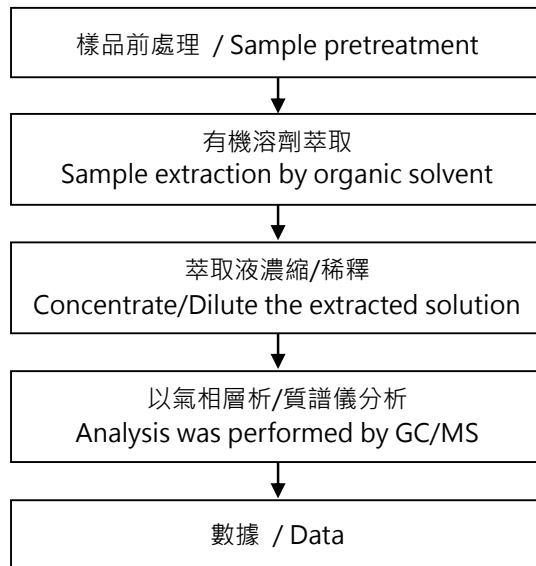 樣品前處理 / Sample pretreatment
有機溶劑萃取
Sample extraction by organic solvent
萃取液濃縮/稀釋
Concentrate/Dilute the extracted solution
以氣相層析/質譜儀分析
Analysis was performed by GC/MS
數據 / Data